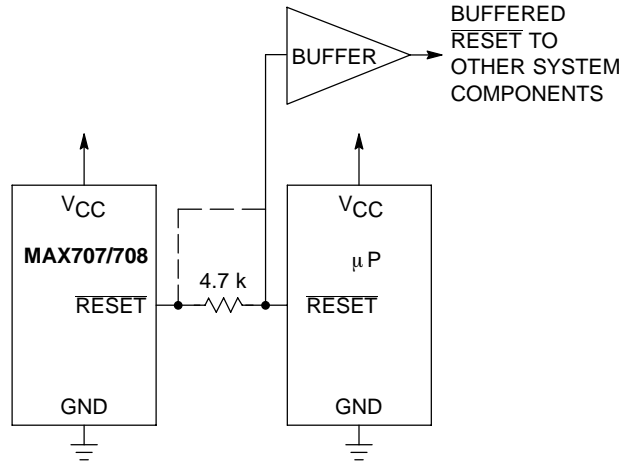 BUFFER
BUFFERED
RESET TO
OTHER SYSTEM
COMPONENTS
VCC
MAX707/708
RESET
GND
4.7 k
VCC
μP
RESET
GND